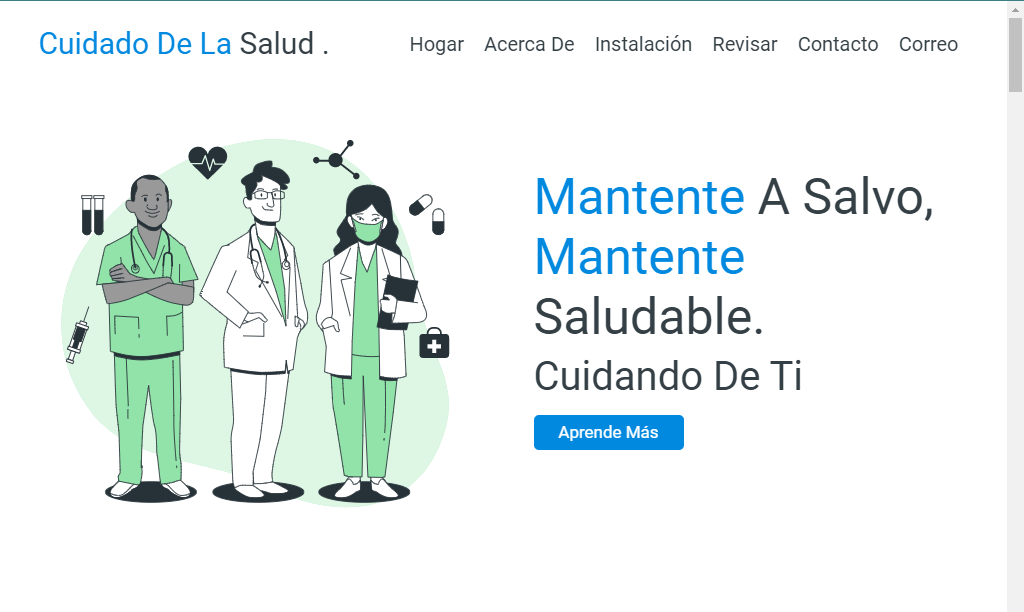 Cuidado De La Salud .
Hogar Acerca De Instalación Revisar Contacto Correo
Mantente A Salvo,
Mantente
Saludable.
Cuidando De Ti
Aprende Más